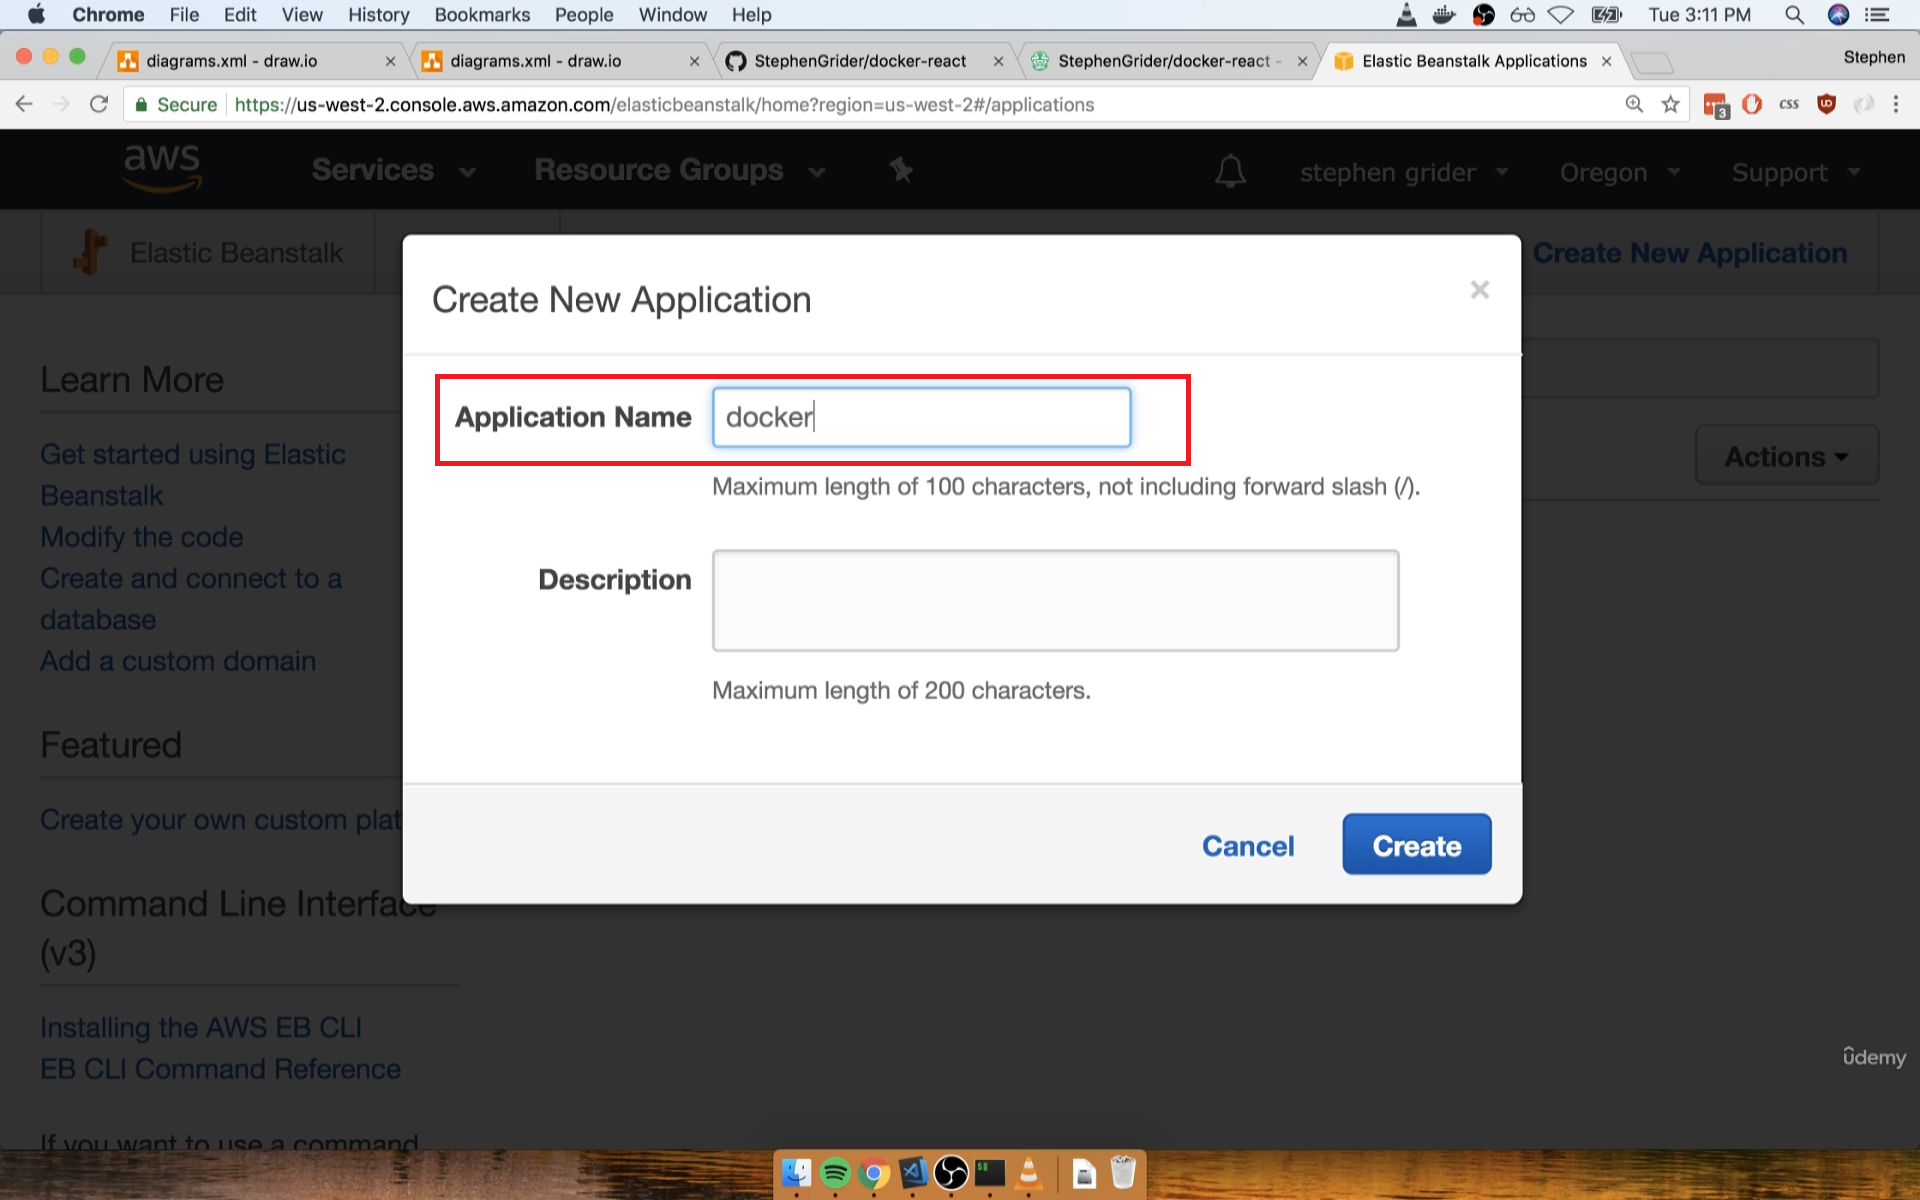 Chrome File Edit View History Bookmarks People Window Help Tue 3:11 PM
diagrams.xml - draw.io diagrams.xml - draw.io StephenGrider/docker-react StephenGrider/docker-react - Elastic Beanstalk Applications Stephen
Secure https://us-west-2.console.aws.amazon.com/elasticbeanstalk/home?region=us-west-2#/applications 3 CSS
aws Services Resource Groups stephen grider Oregon Support
Elastic Beanstalk Create New Application
Create New Application
Application Name docker
Maximum length of 100 characters, not including forward slash (/).
Description
Maximum length of 200 characters.
Cancel Create
Actions
Learn More
Get started using Elastic
Beanstalk
Modify the code
Create and connect to a
database
Add a custom domain
Featured
Create your own custom plat
Command Line Interface
(v3)
Installing the AWS EB CLI
EB CLI Command Reference
If you want to use a command
ûdemy